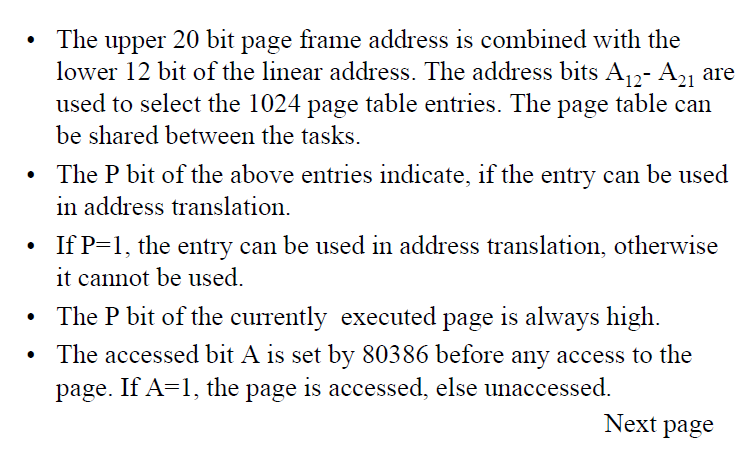 • The upper 20 bit page frame address is combined with the
lower 12 bit of the linear address. The address bits A₁₂- A₂₁ are
used to select the 1024 page table entries. The page table can
be shared between the tasks.
• The P bit of the above entries indicate, if the entry can be used
in address translation.
• If P=1, the entry can be used in address translation, otherwise
it cannot be used.
• The P bit of the currently  executed page is always high.
• The accessed bit A is set by 80386 before any access to the
page. If A=1, the page is accessed, else unaccessed.
Next page